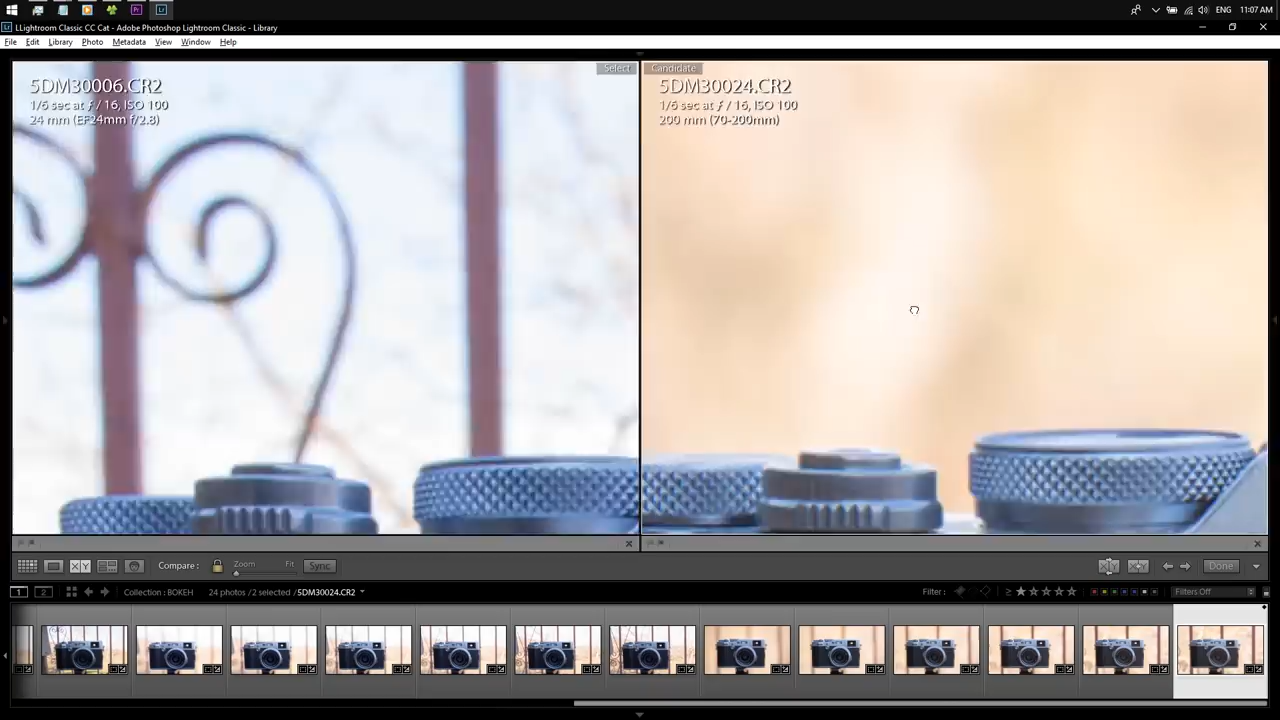 ENG
11:07 AM
LLightroom Classic CC Cat - Adobe Photoshop Lightroom Classic - Library
File Edit Library Photo Metadata View Window Help
5DM30006.CR2
1/6 sec at ƒ / 16, ISO 100
24 mm (EF24mm f/2.8)
Select
Candidate
5DM30024.CR2
1/6 sec at ƒ / 16, ISO 100
200 mm (70-200mm)
XY
Compare :
Zoom
Fit
Sync
Done
1 2
Collection : BOKEH
24 photos /2 selected /5DM30024.CR2
Filter :
Filters Off